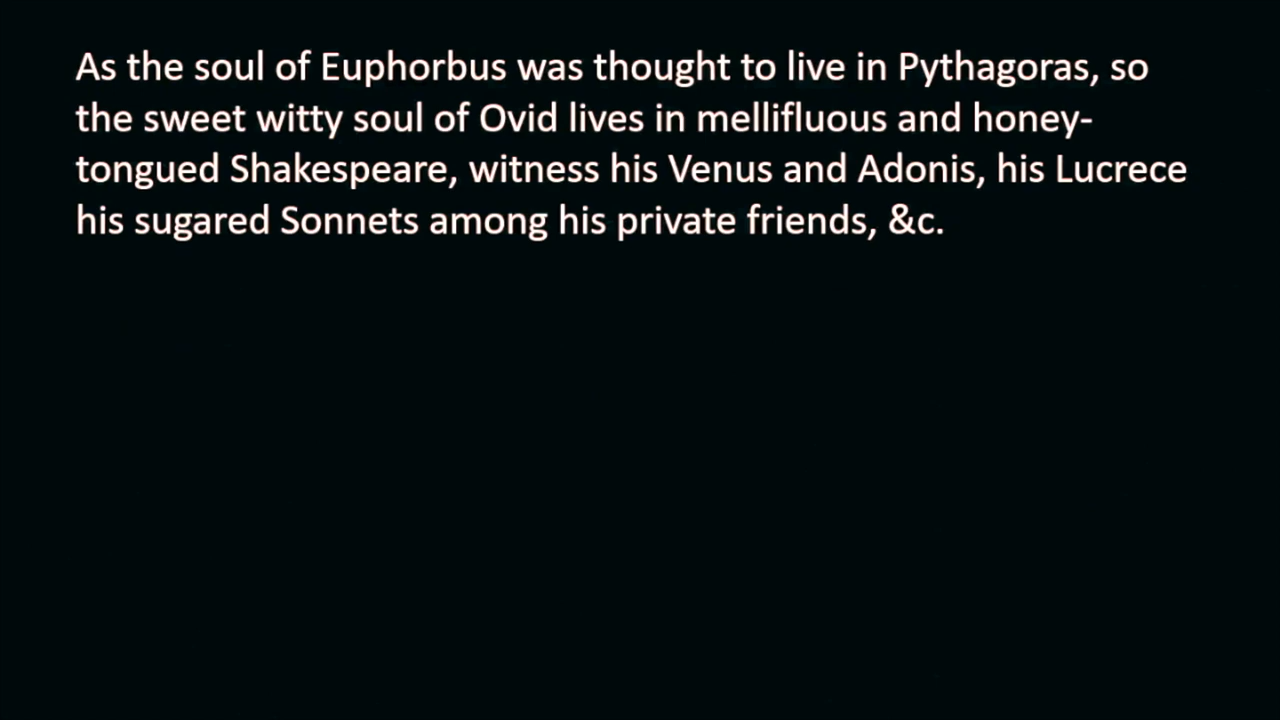 As the soul of Euphorbus was thought to live in Pythagoras, so
the sweet witty soul of Ovid lives in mellifluous and honey-
tongued Shakespeare, witness his Venus and Adonis, his Lucrece
his sugared Sonnets among his private friends, &c.